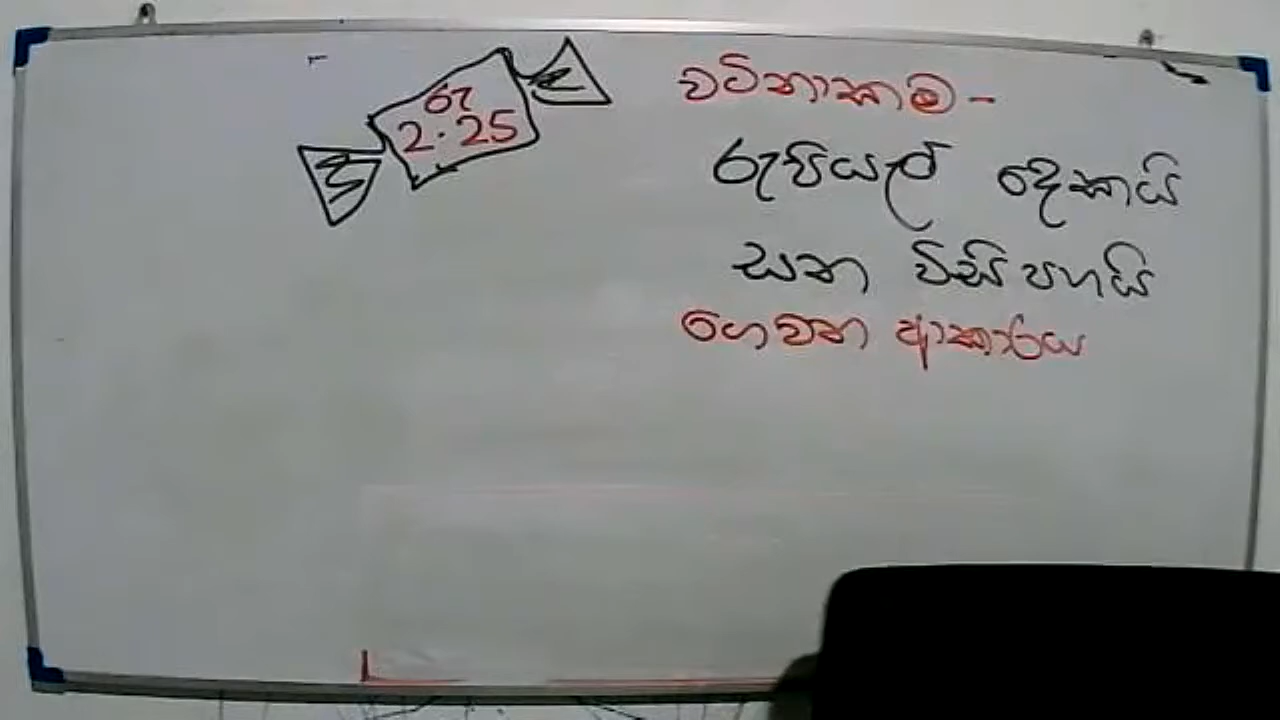 රු
2.25
වටිනාකම -
රුපියල් දෙකයි
සත විසිපහයි
ගෙවන ආකාරය